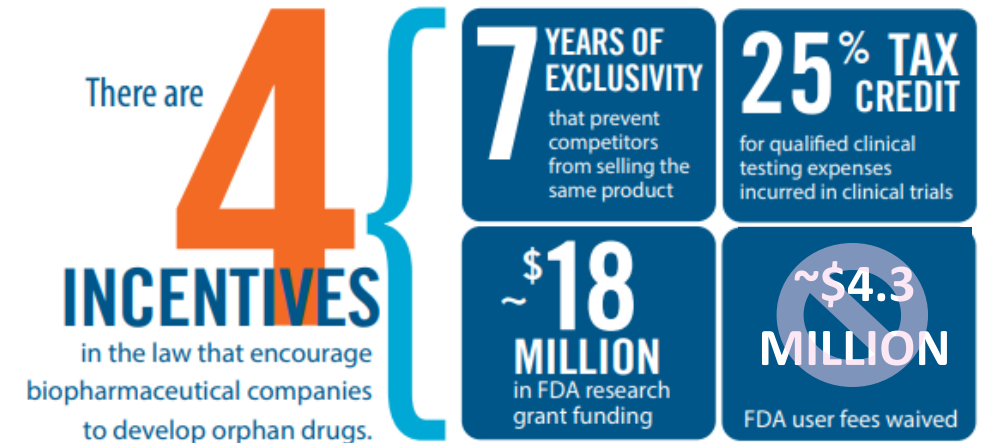 There are
4
INCENTIVES
in the law that encourage
biopharmaceutical companies
to develop orphan drugs.
7 YEARS OF
EXCLUSIVITY
that prevent
competitors
from selling the
same product
25% TAX
CREDIT
for qualified clinical
testing expenses
incurred in clinical trials
~$18
MILLION
in FDA research
grant funding
~$4.3
MILLION
FDA user fees waived